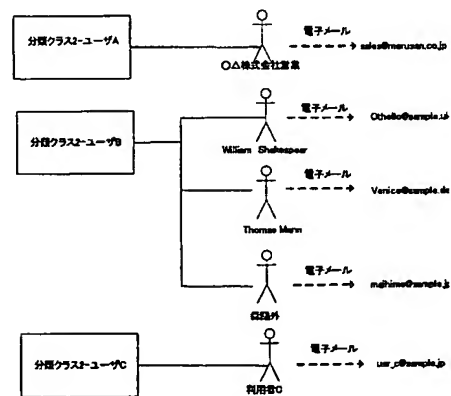 分類クラス2-ユーザA
電子メール
sales@marusan.co.jp
〇△株式会社営業
分類クラス2-ユーザB
電子メール
Othello@sample.uk
William Shakespear
電子メール
Venice@sample.de
Thomas Mann
電子メール
maihime@sample.jp
森鴎外
分類クラス2-ユーザC
電子メール
usr_c@sample.jp
利用者C